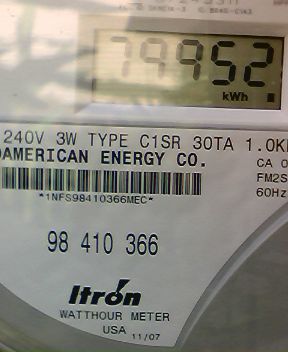 79952
kWh
240V 3W TYPE C1SR 30TA 1.0K
AMERICAN ENERGY CO.
CA 0
FM2S
60Hz
*1NFS98410366MEC*
98 410 366
Itron
WATTHOUR METER
USA 11/07